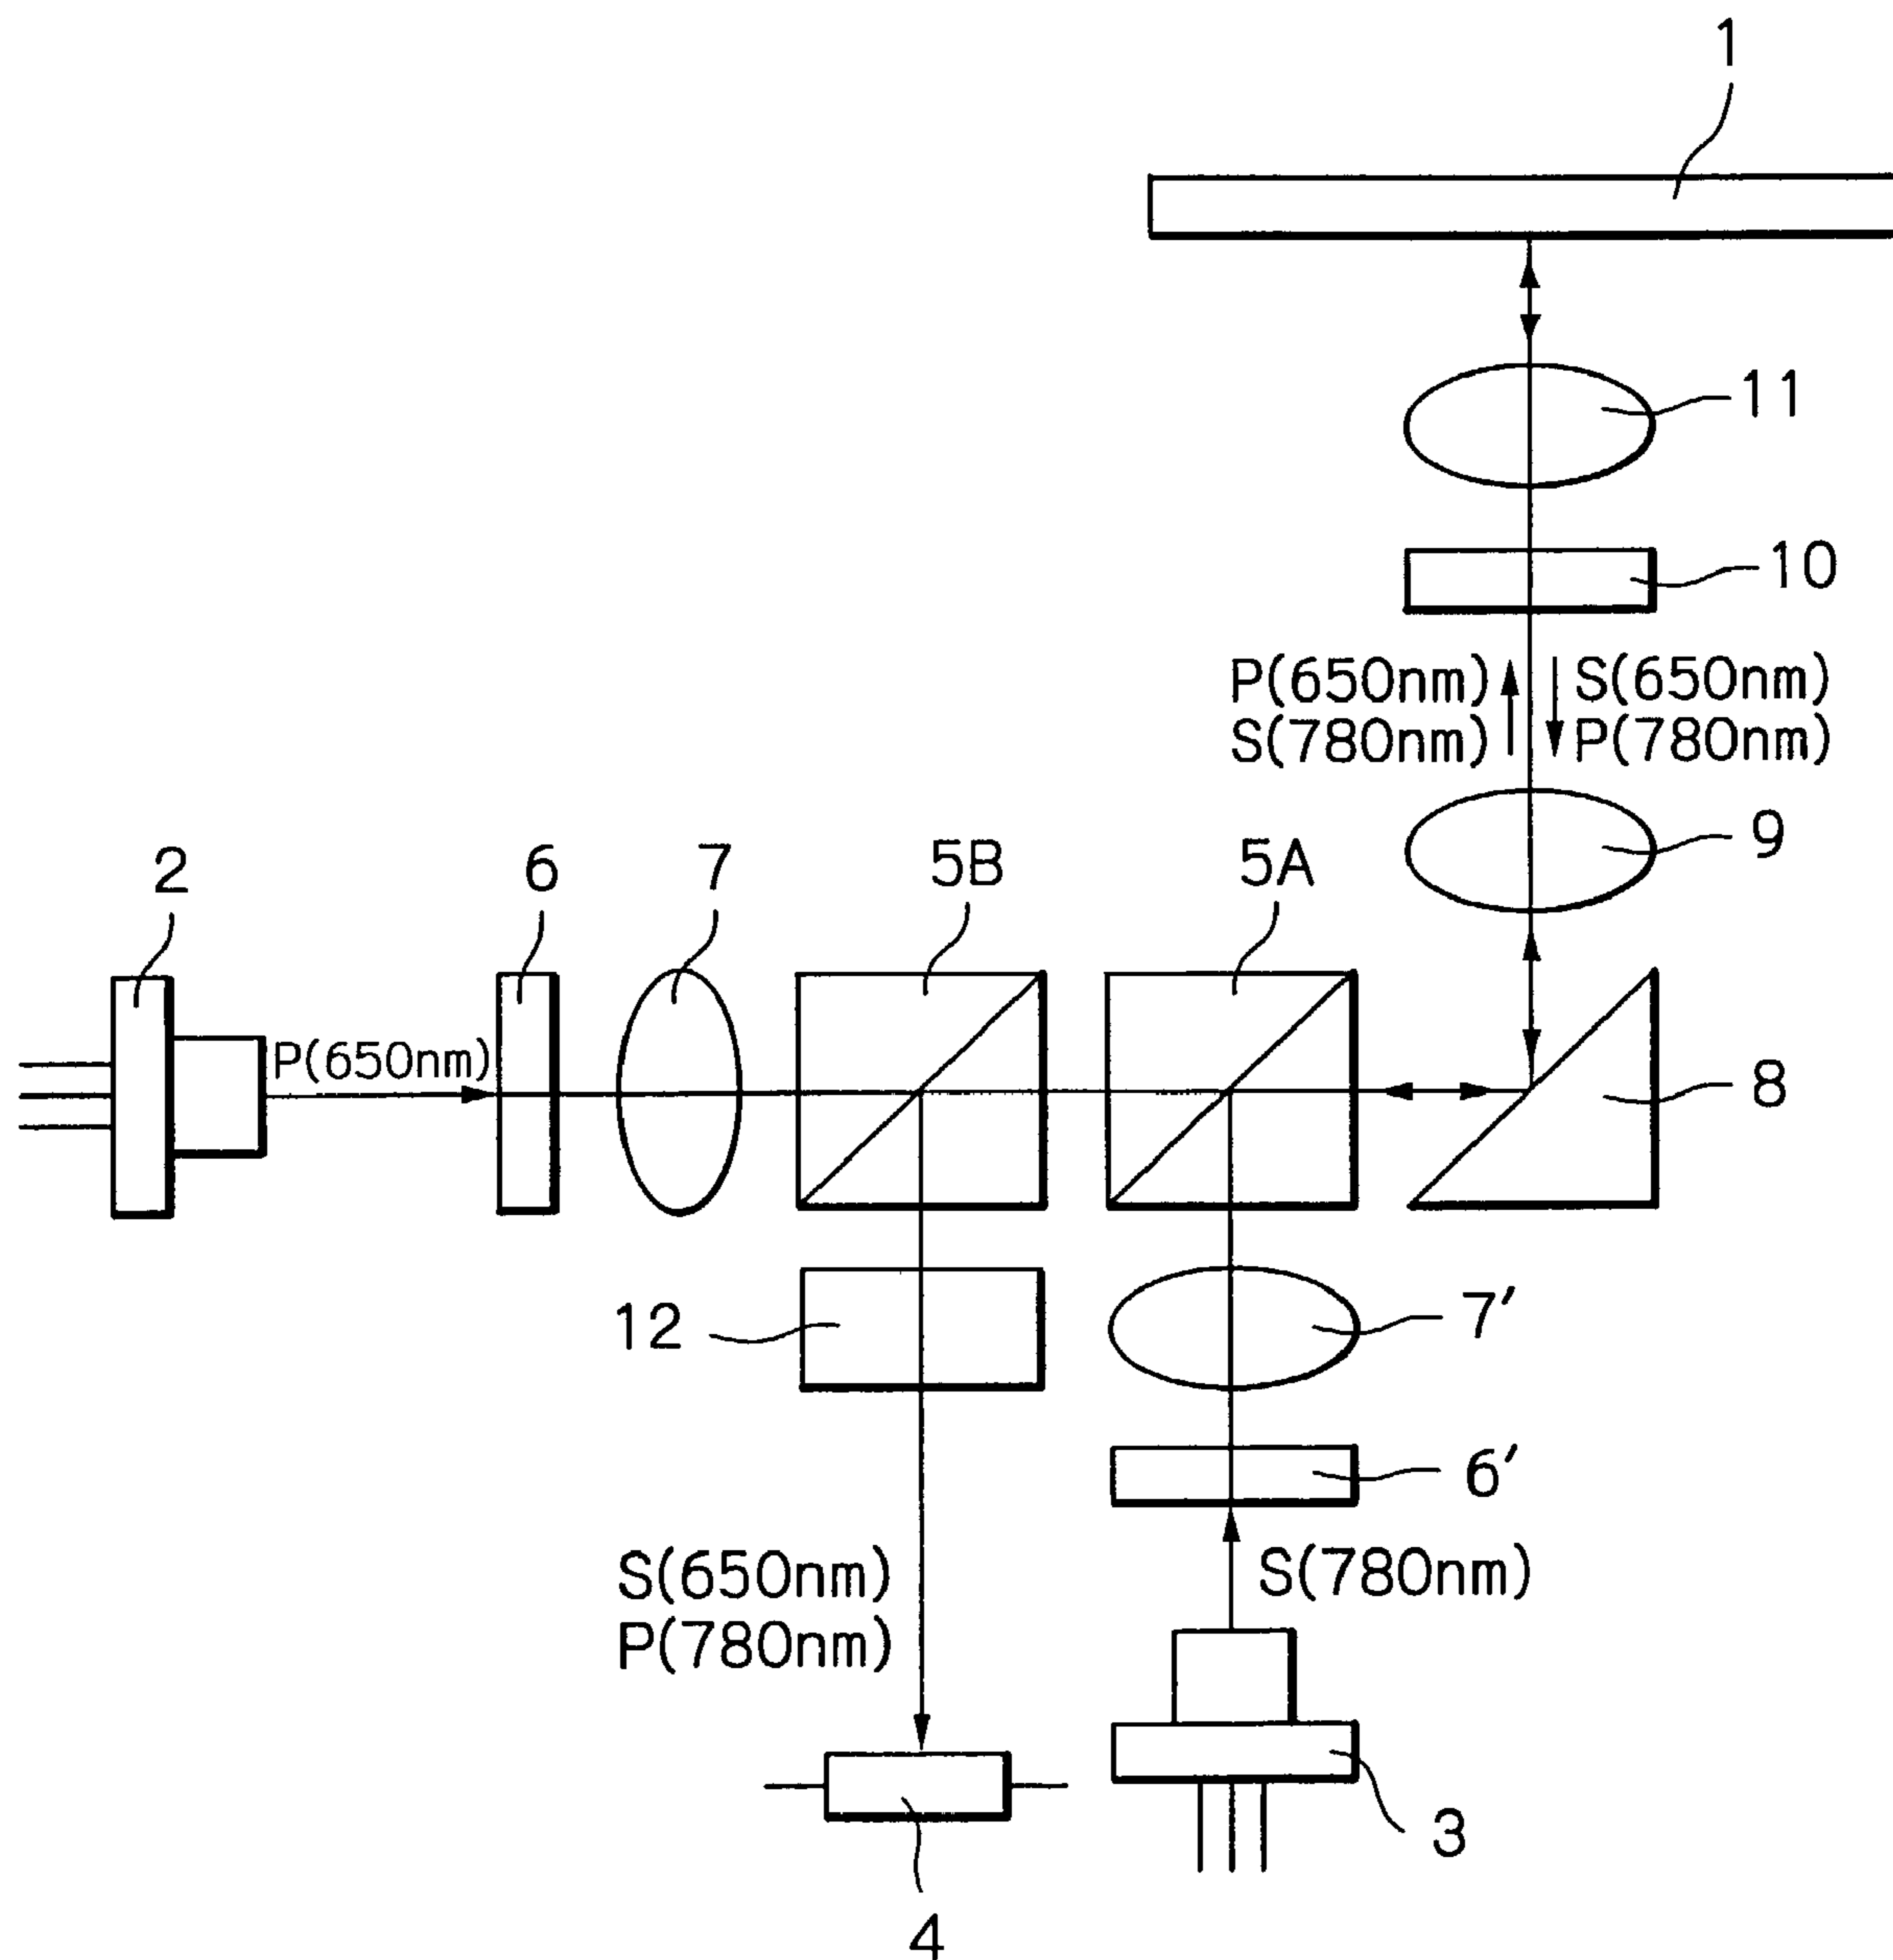 1
11
10
P(650nm) S(650nm)
S(780nm) P(780nm)
9
2 6 7 5B 5A
P(650nm)
8
12
7'
6'
S(650nm) S(780nm)
P(780nm)
3
4